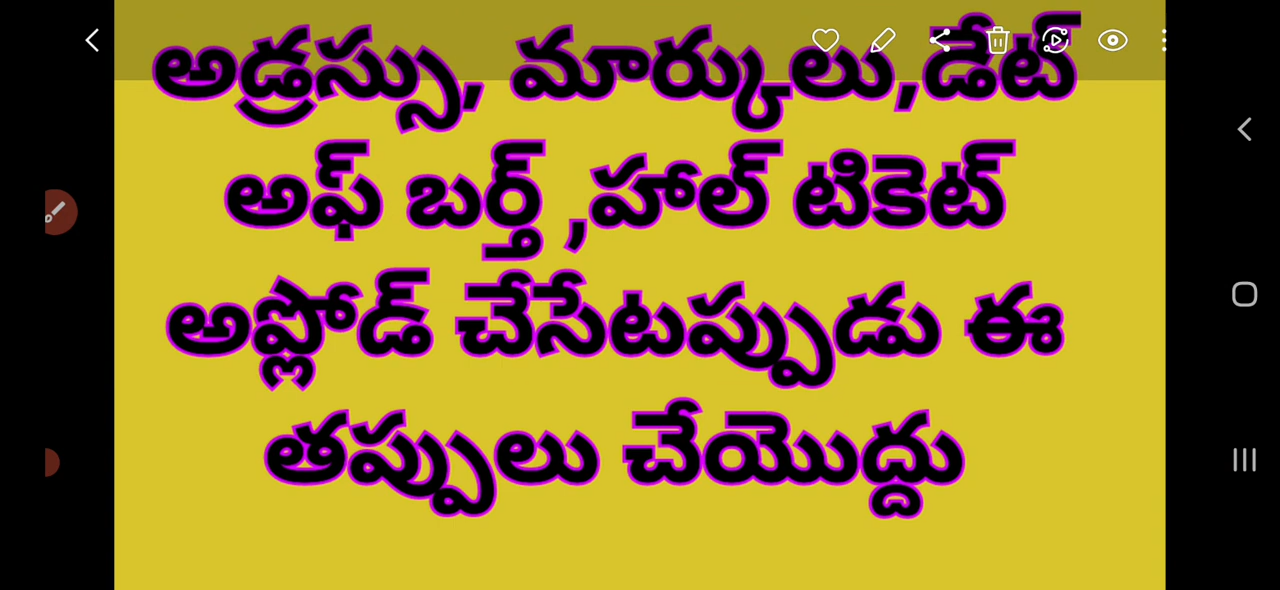 అడ్రస్సు, మార్కులు,డేట్
అఫ్ బర్త్ ,హాల్ టికెట్
అప్లోడ్ చేసేటప్పుడు ఈ
తప్పులు చేయొద్దు